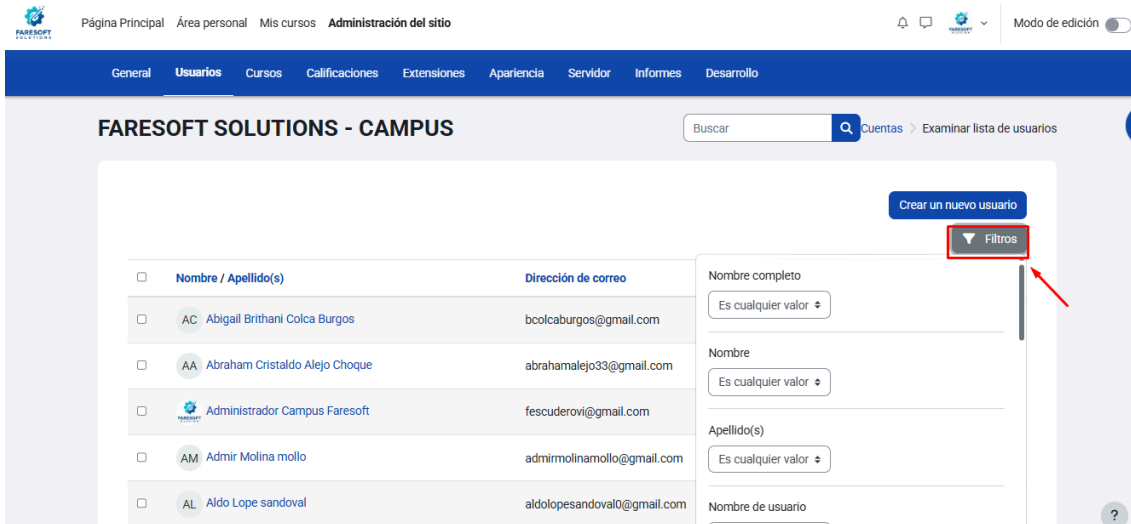 FARESOFT
SOLUTIONS
Página Principal Área personal Mis cursos Administración del sitio
Modo de edición
General Usuarios Cursos Calificaciones Extensiones Apariencia Servidor Informes Desarrollo
FARESOFT SOLUTIONS - CAMPUS
Buscar
Cuentas > Examinar lista de usuarios
Crear un nuevo usuario
Filtros
Nombre / Apellido(s) Dirección de correo
AC Abigail Brithani Colca Burgos bcolcaburgos@gmail.com
AA Abraham Cristaldo Alejo Choque abrahamalejo33@gmail.com
Administrador Campus Faresoft fescuderovi@gmail.com
AM Admir Molina mollo admirmolinamollo@gmail.com
AL Aldo Lope sandoval aldolopesandoval0@gmail.com
Nombre completo
Es cualquier valor
Nombre
Es cualquier valor
Apellido(s)
Es cualquier valor
Nombre de usuario
?